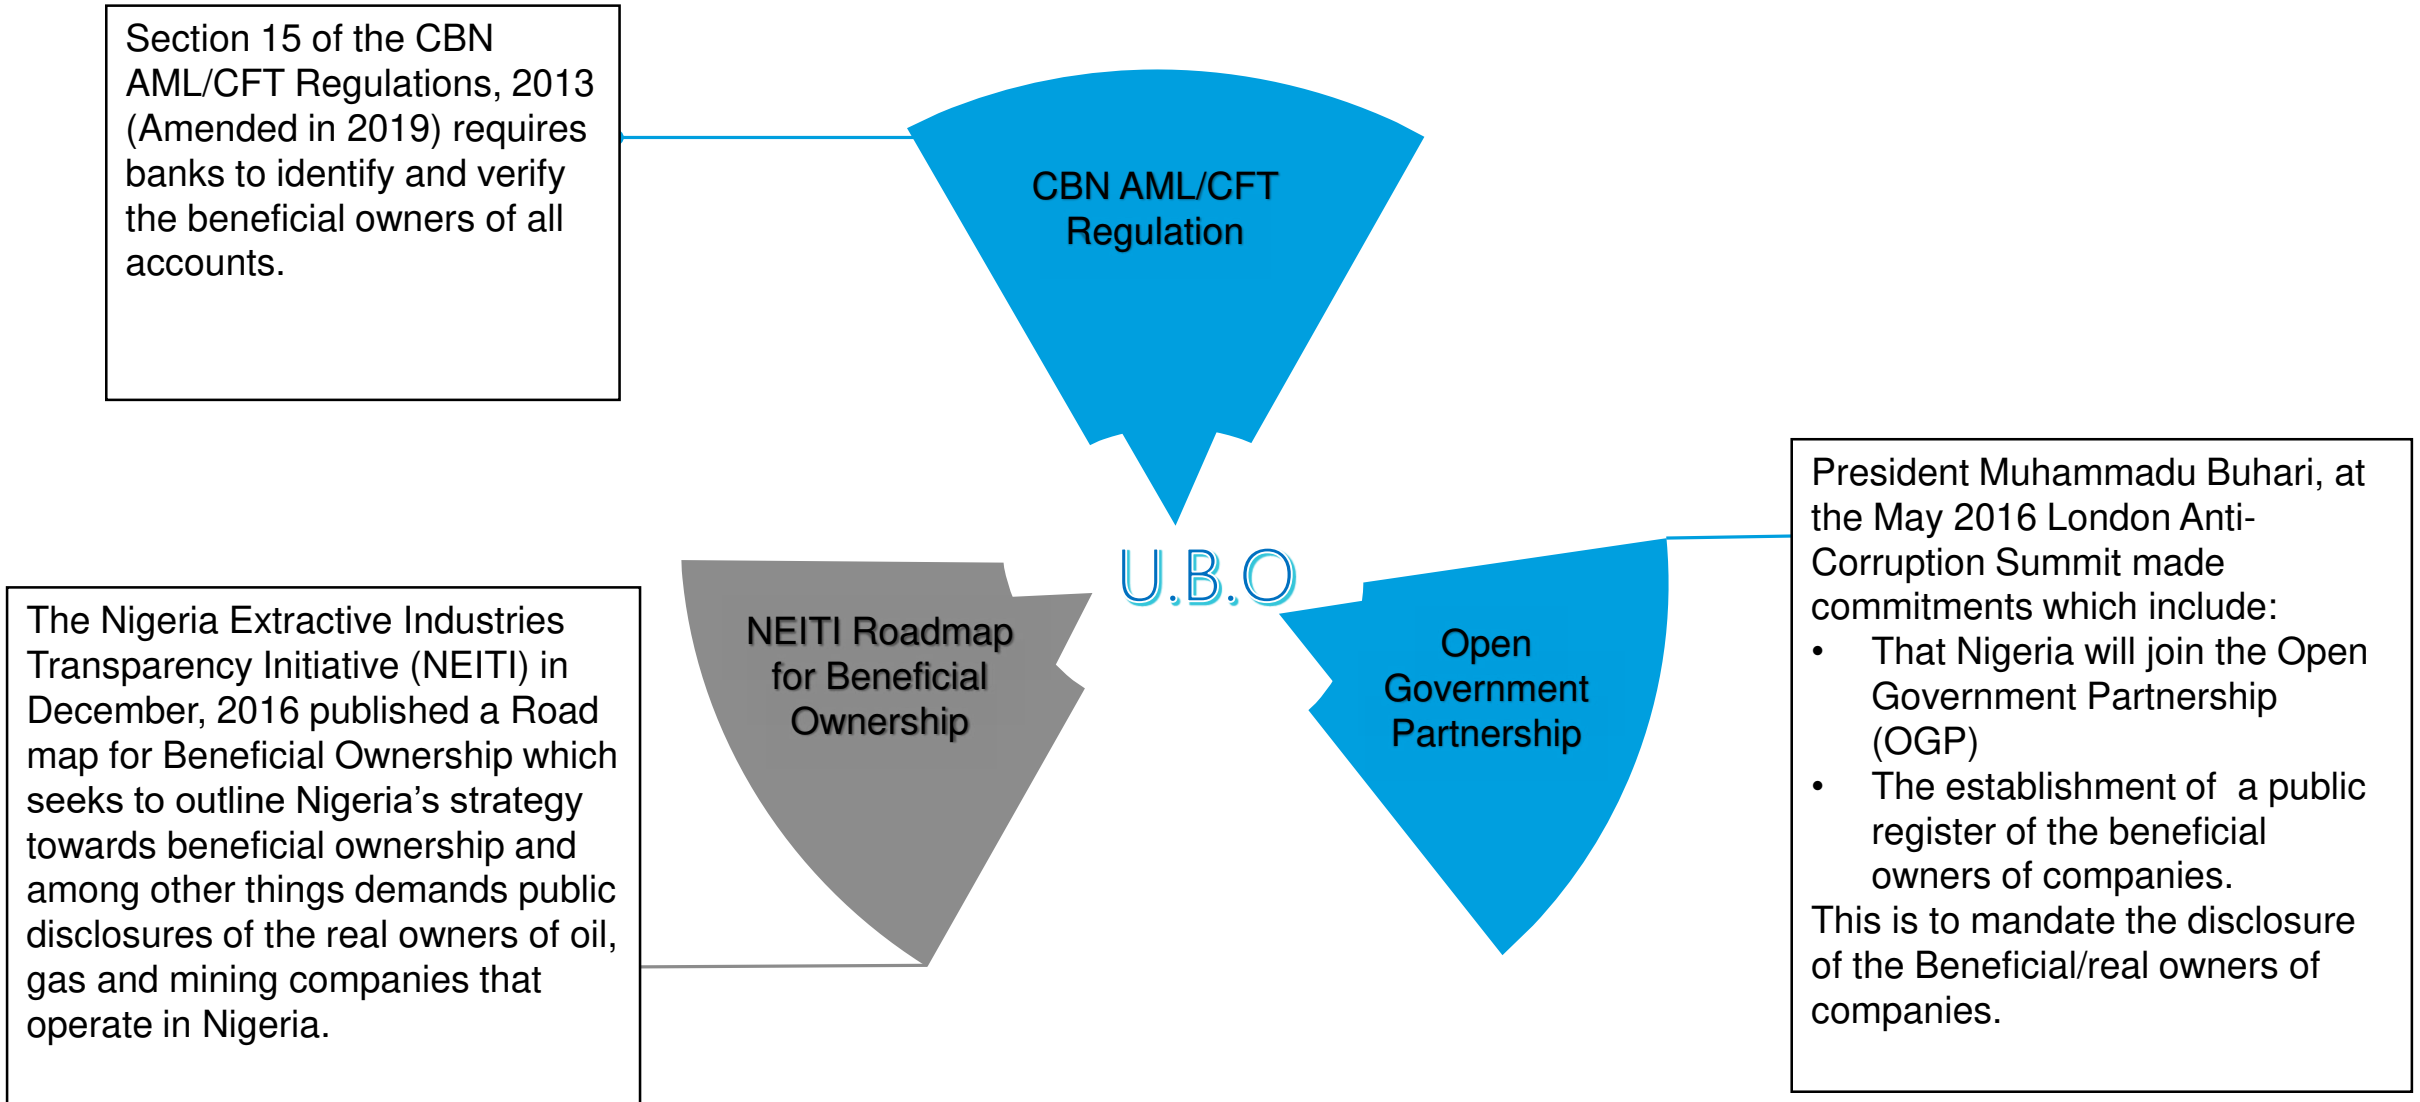 Section 15 of the CBN
AML/CFT Regulations, 2013
(Amended in 2019) requires
banks to identify and verify
the beneficial owners of all
accounts.
CBN AML/CFT
Regulation
U.B.O
NEITI Roadmap
for Beneficial
Ownership
Open
Government
Partnership
The Nigeria Extractive Industries
Transparency Initiative (NEITI) in
December, 2016 published a Road
map for Beneficial Ownership which
seeks to outline Nigeria’s strategy
towards beneficial ownership and
among other things demands public
disclosures of the real owners of oil,
gas and mining companies that
operate in Nigeria.
President Muhammadu Buhari, at
the May 2016 London Anti-
Corruption Summit made
commitments which include:
• That Nigeria will join the Open
Government Partnership
(OGP)
• The establishment of a public
register of the beneficial
owners of companies.
This is to mandate the disclosure
of the Beneficial/real owners of
companies.